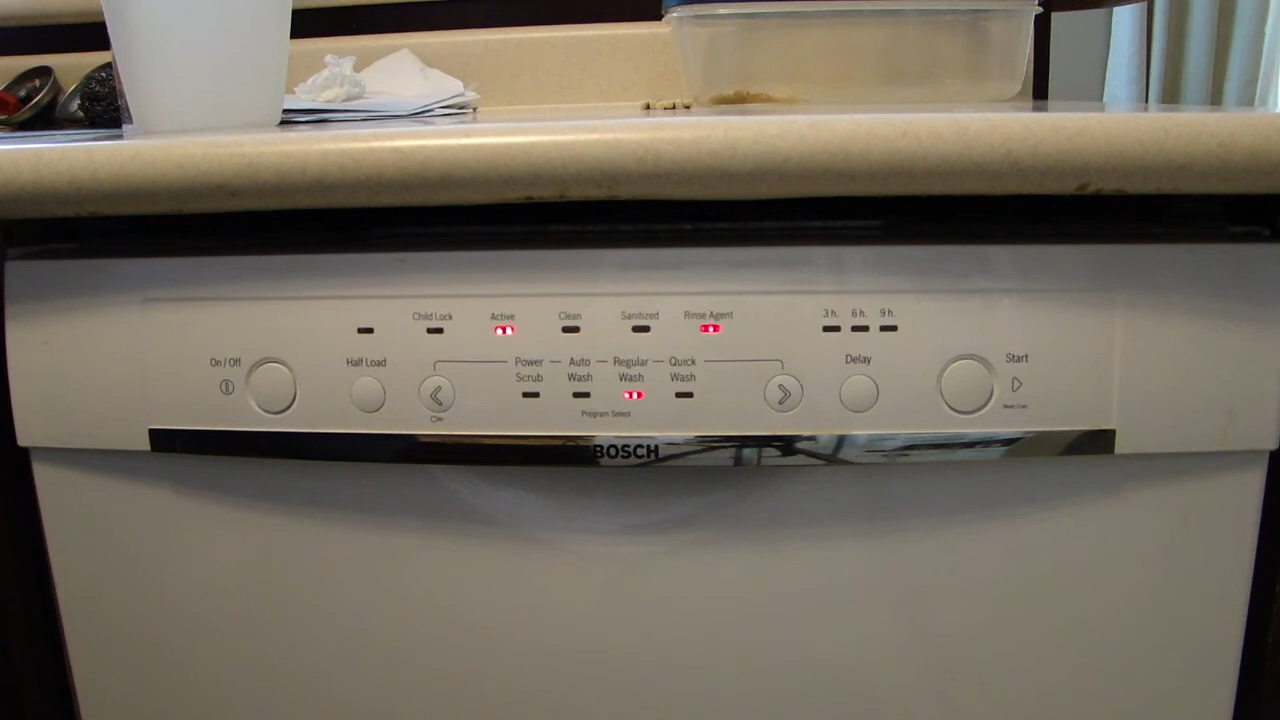 Child Lock Active Clean Sanitized Rinse Agent 3 h. 6 h. 9 h.
On / Off Half Load Power Scrub Auto Wash Regular Wash Quick Wash Delay Start
Program Select
BOSCH